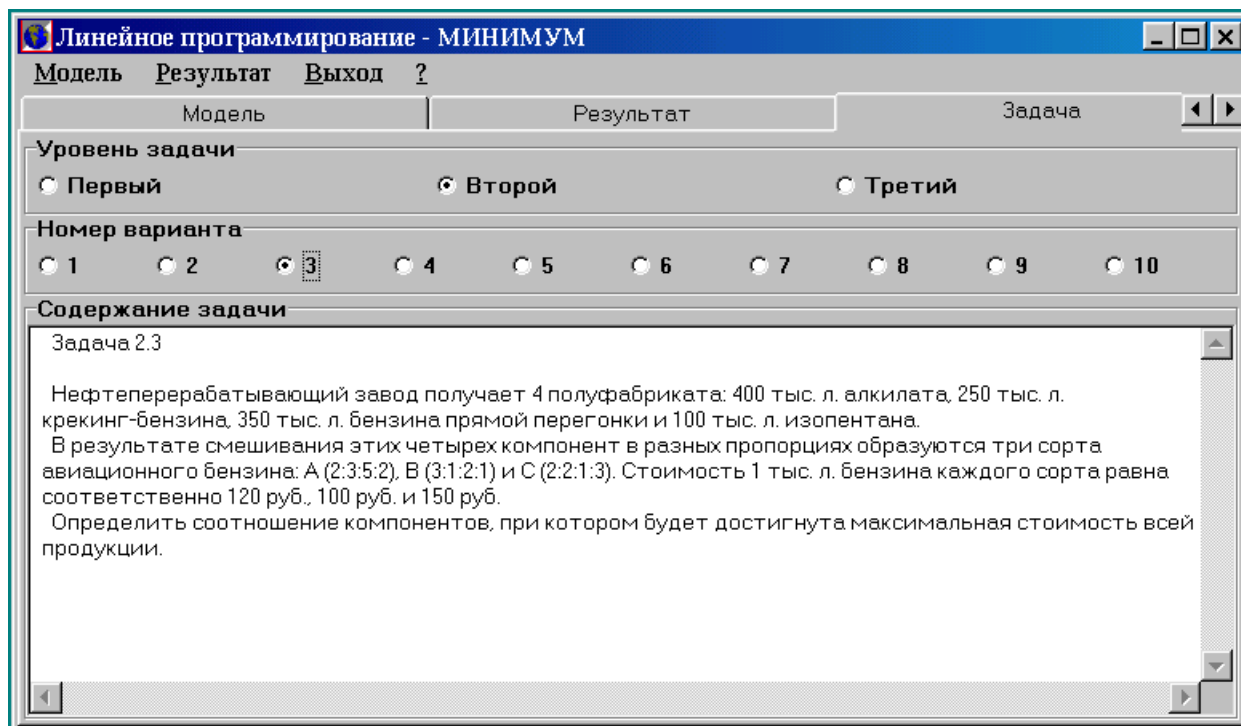 Линейное программирование - МИНИМУМ
Модель Результат Выход ?
Модель Результат Задача
Уровень задачи
Первый Второй Третий
Номер варианта
1 2 3 4 5 6 7 8 9 10
Содержание задачи
Задача 2.3
Нефтеперерабатывающий завод получает 4 полуфабриката: 400 тыс. л. алкилата, 250 тыс. л.
крекинг-бензина, 350 тыс. л. бензина прямой перегонки и 100 тыс. л. изопентана.
В результате смешивания этих четырех компонент в разных пропорциях образуются три сорта
авиационного бензина: А (2:3:5:2), В (3:1:2:1) и С (2:2:1:3). Стоимость 1 тыс. л. бензина каждого сорта равна
соответственно 120 руб., 100 руб. и 150 руб.
Определить соотношение компонентов, при котором будет достигнута максимальная стоимость всей
продукции.